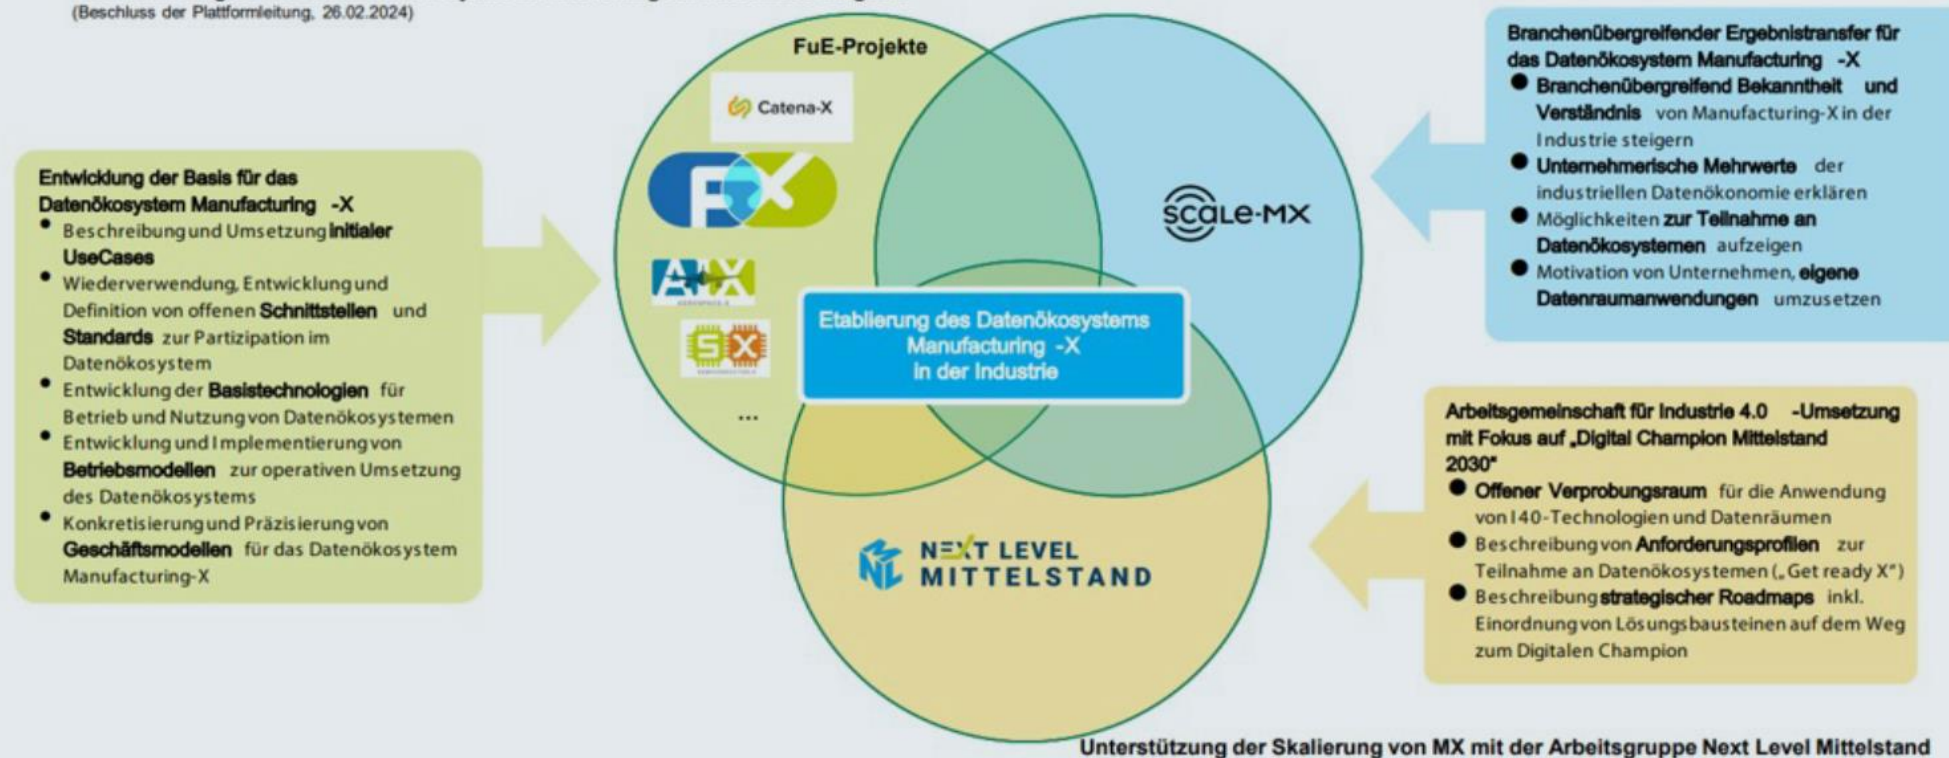 (Beschluss der Plattformleitung, 26.02.2024)
FuE-Projekte
Catena-X
FX
AMX
SX
...
Entwicklung der Basis für das
Datenökosystem Manufacturing -X
● Beschreibung und Umsetzung initialer
UseCases
● Wiederverwendung, Entwicklung und
Definition von offenen Schnittstellen und
Standards zur Partizipation im
Datenökosystem
● Entwicklung der Basistechnologien für
Betrieb und Nutzung von Datenökosystemen
● Entwicklung und Implementierung von
Betriebsmodellen zur operativen Umsetzung
des Datenökosystems
● Konkretisierung und Präzisierung von
Geschäftsmodellen für das Datenökosystem
Manufacturing-X
SCALE-MX
Etablierung des Datenökosystems
Manufacturing -X
in der Industrie
NEXT LEVEL
MITTELSTAND
Branchenübergreifender Ergebnistransfer für
das Datenökosystem Manufacturing -X
● Branchenübergreifend Bekanntheit und
Verständnis von Manufacturing-X in der
Industrie steigern
● Unternehmerische Mehrwerte der
industriellen Datenökonomie erklären
● Möglichkeiten zur Teilnahme an
Datenökosystemen aufzeigen
● Motivation von Unternehmen, eigene
Datenraumanwendungen umzusetzen
Arbeitsgemeinschaft für Industrie 4.0 -Umsetzung
mit Fokus auf „Digital Champion Mittelstand
2030“
● Offener Verprobungsraum für die Anwendung
von I40-Technologien und Datenräumen
● Beschreibung von Anforderungsprofilen zur
Teilnahme an Datenökosystemen („Get ready X“)
● Beschreibung strategischer Roadmaps inkl.
Einordnung von Lösungsbausteinen auf dem Weg
zum Digitalen Champion
Unterstützung der Skalierung von MX mit der Arbeitsgruppe Next Level Mittelstand